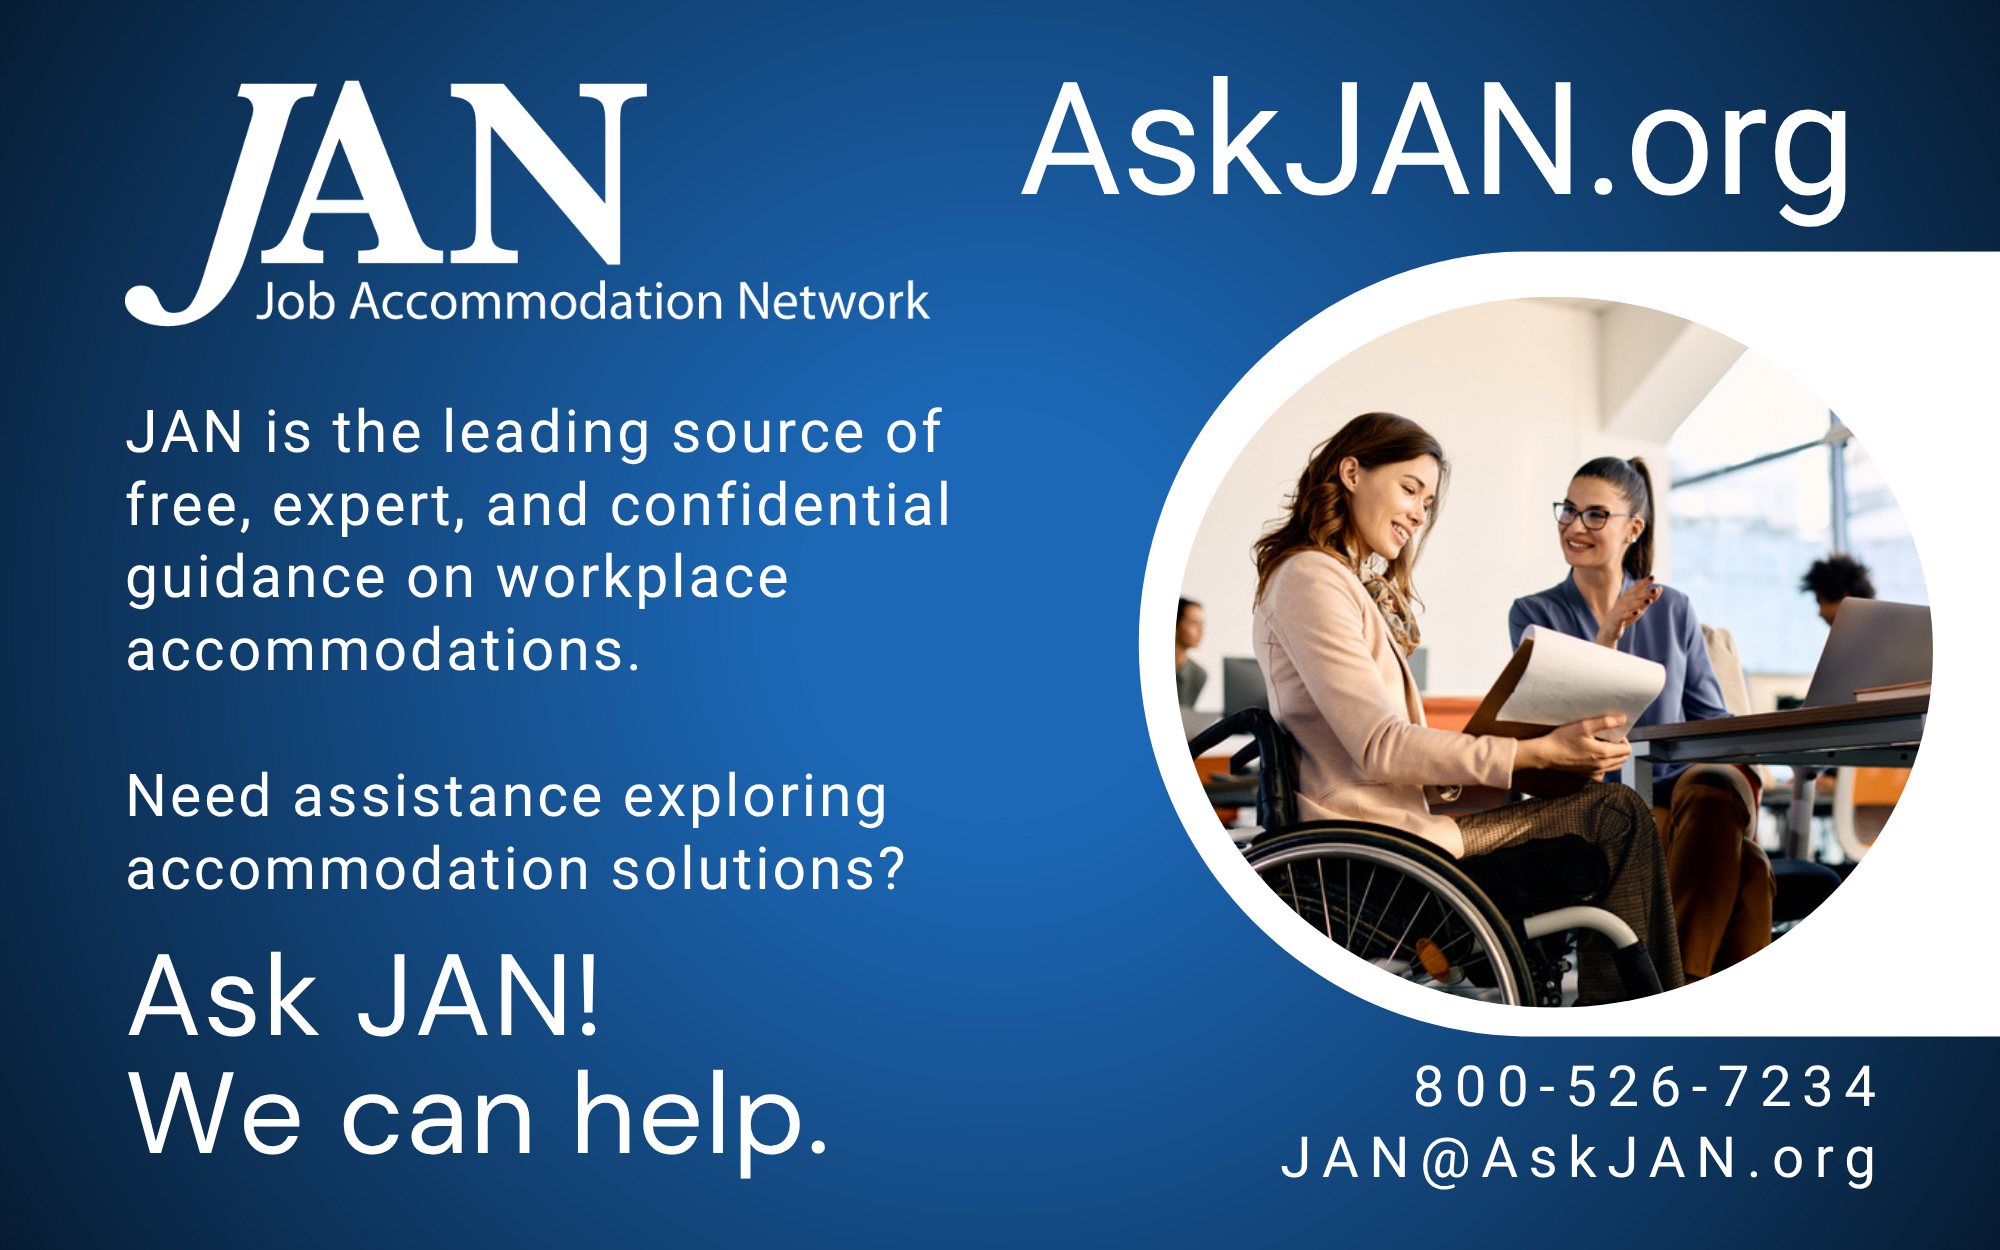 JAN
Job Accommodation Network
AskJAN.org
JAN is the leading source of
free, expert, and confidential
guidance on workplace
accommodations.
Need assistance exploring
accommodation solutions?
Ask JAN!
We can help.
800-526-7234
JAN@AskJAN.org